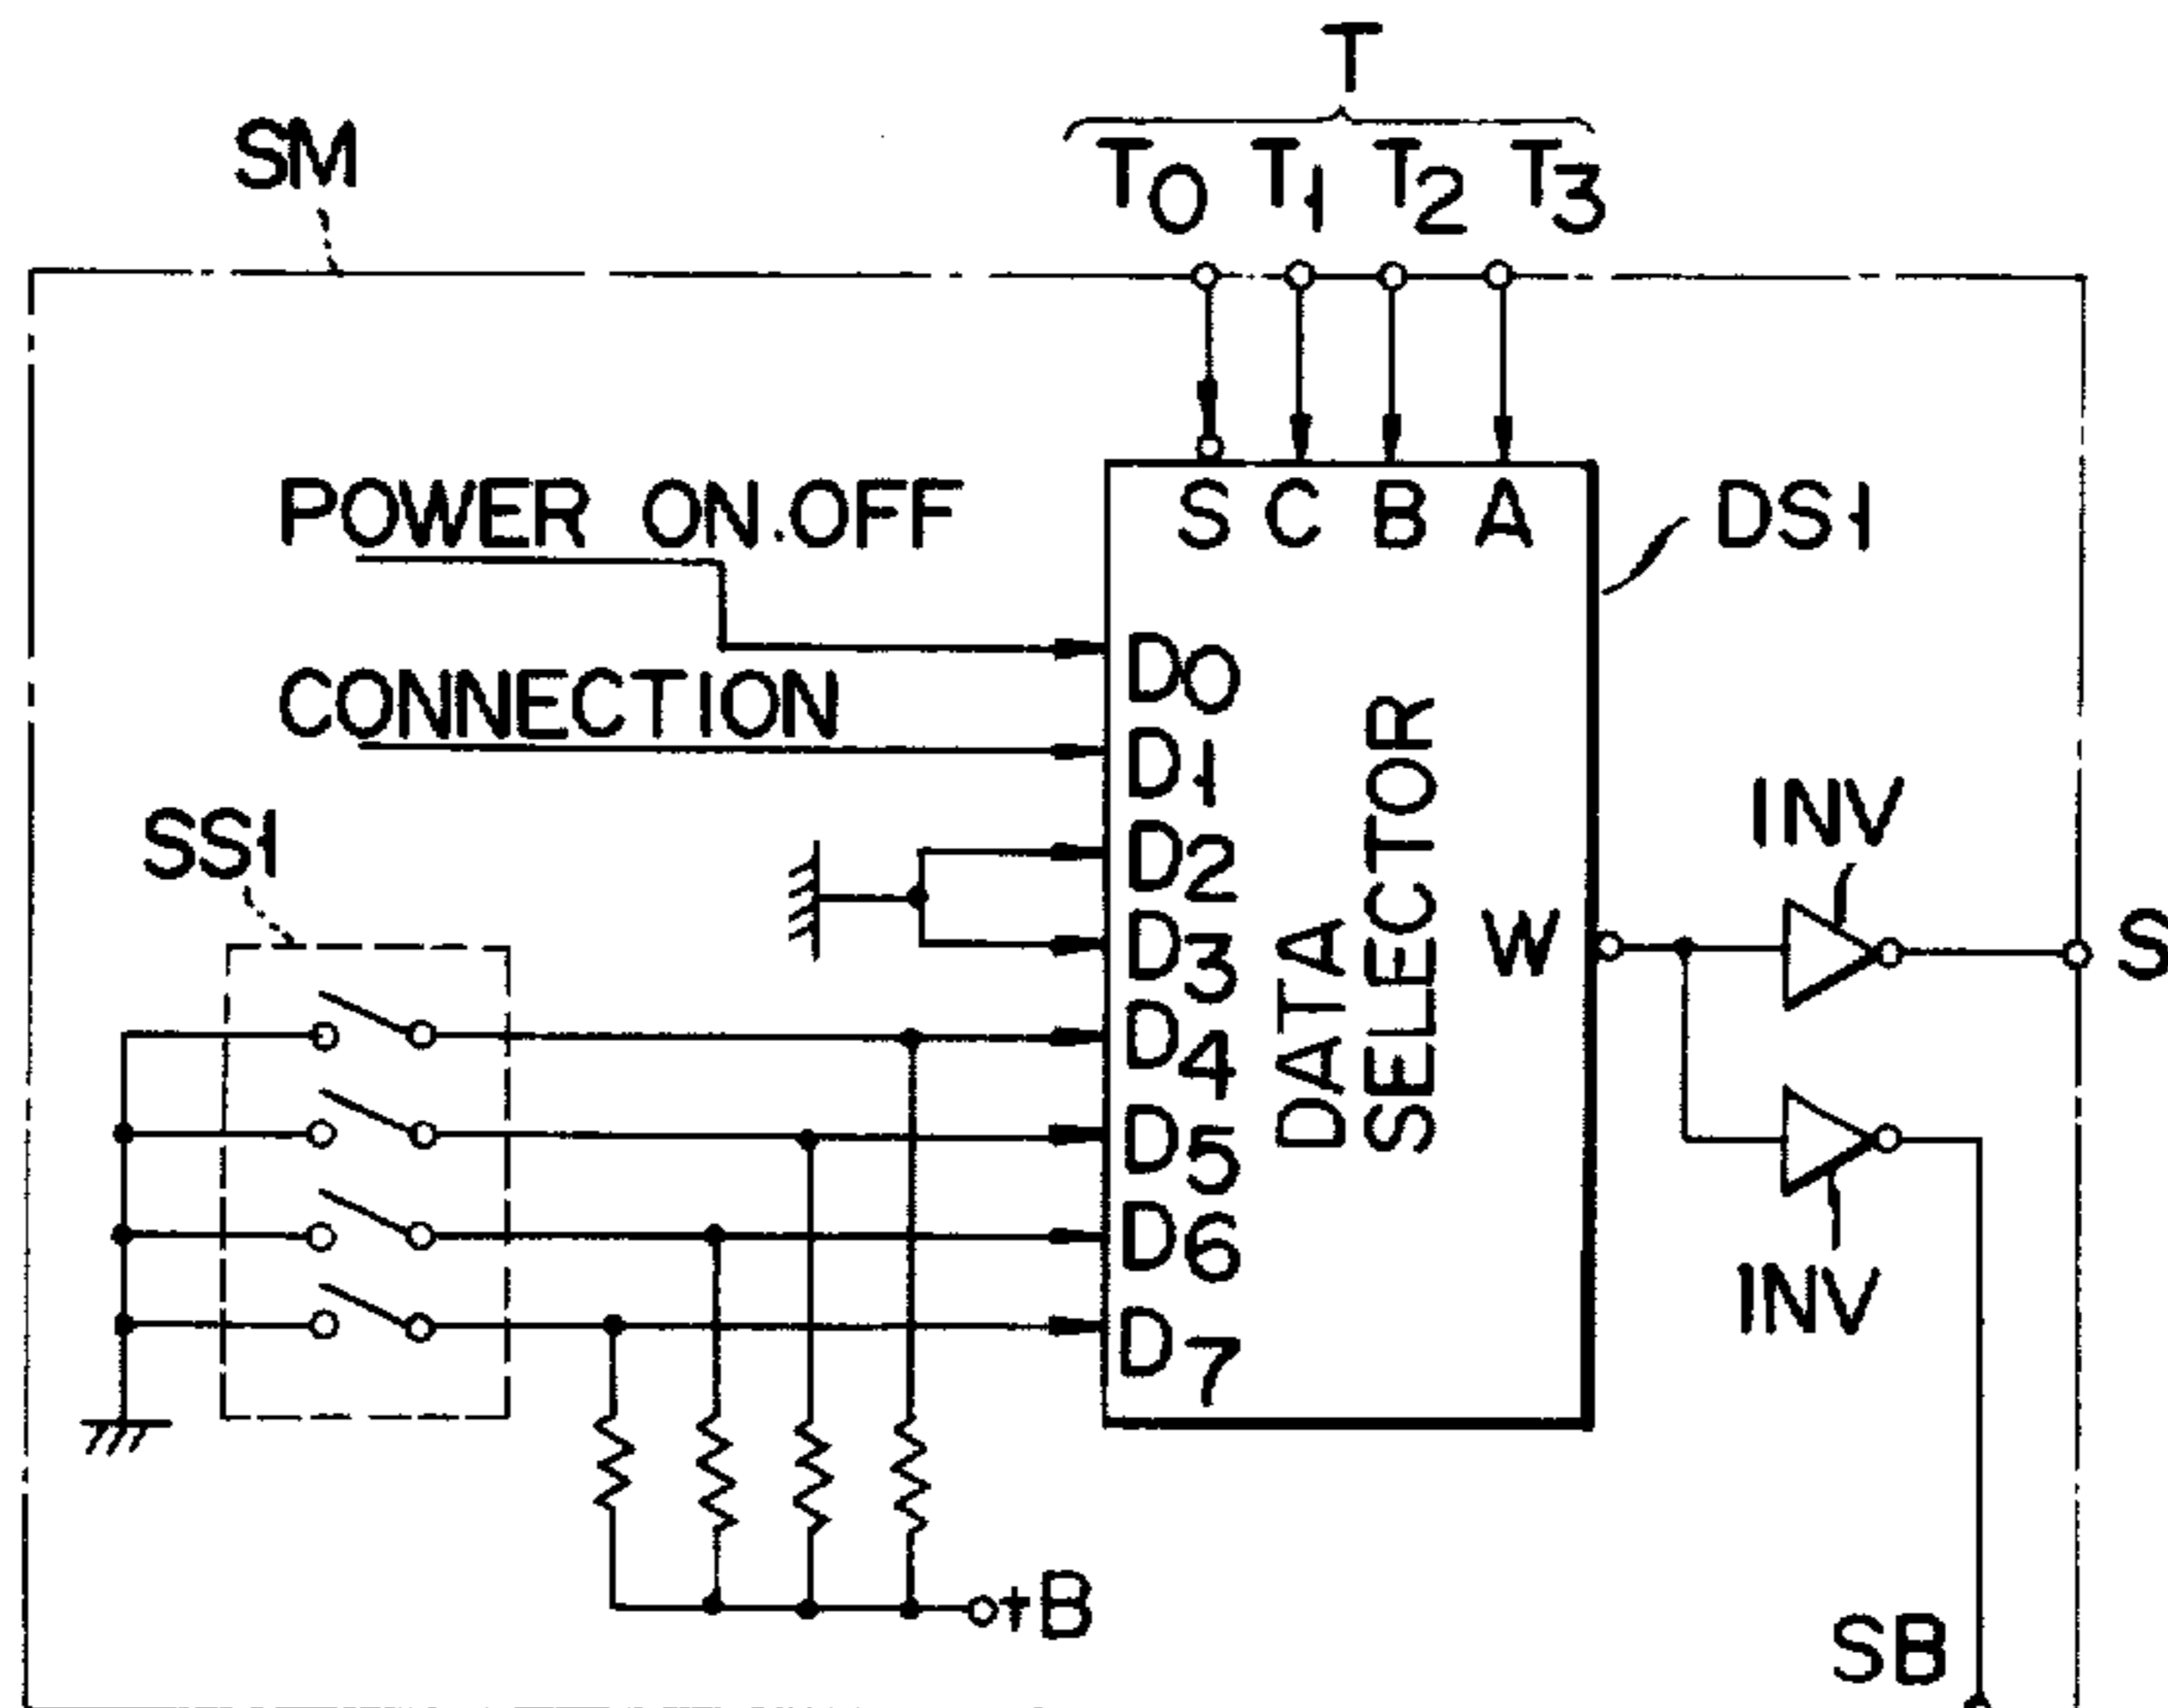 T
SM
T0 T1 T2 T3
POWER ON.OFF
S C B A
DS1
CONNECTION
D0
D1
SS1
INV
D2
D3
DATA SELECTOR
W
S
D4
D5
D6
INV
D7
+B
SB